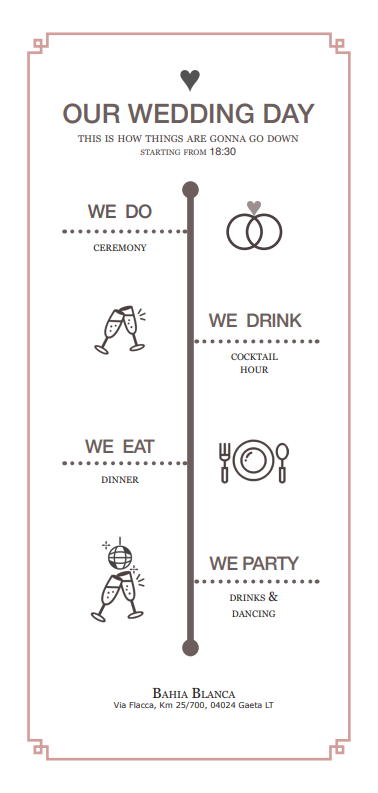 OUR WEDDING DAY
THIS IS HOW THINGS ARE GONNA GO DOWN
STARTING FROM 18:30
WE DO
CEREMONY
WE DRINK
COCKTAIL
HOUR
WE EAT
DINNER
WE PARTY
DRINKS &
DANCING
BAHIA BLANCA
Via Flacca, Km 25/700, 04024 Gaeta LT